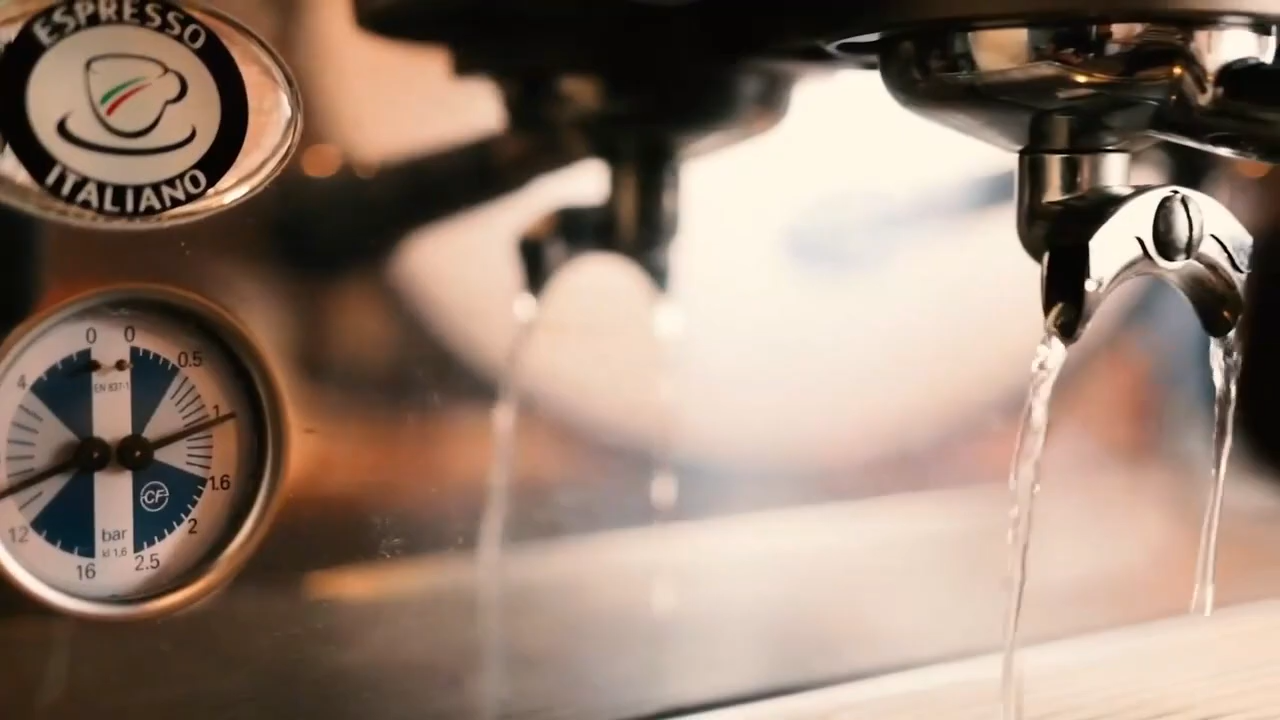 ESPRESSO
ITALIANO
0 0
4 0.5
EN 837-1
1
1.6
CF
12 2
bar
kl 1,6
16 2.5